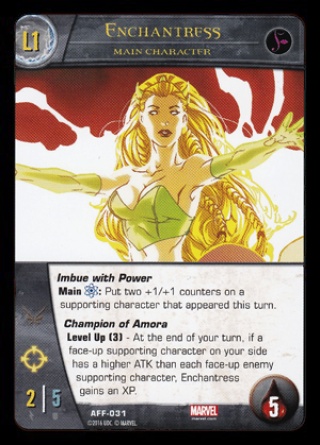 L1
ENCHANTRESS
MAIN CHARACTER
Imbue with Power
Main : Put two +1/+1 counters on a
supporting character that appeared this turn.
Champion of Amora
Level Up (3) - At the end of your turn, if a
face-up supporting character on your side
has a higher ATK than each face-up enemy
supporting character, Enchantress
gains an XP.
2 | 5
5
AFF-031
MARVEL